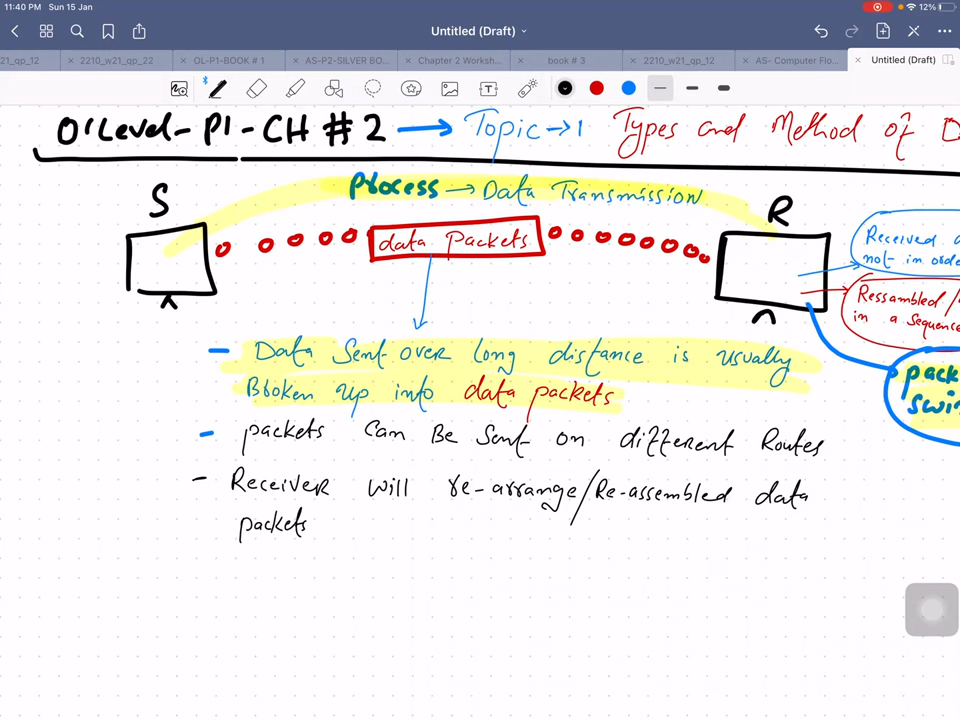 11:40 PM Sun 15 Jan
12%
Untitled (Draft)
21_qp_12
2210_w21_qp_22
OL-P1-BOOK # 1
AS-P2-SILVER BO...
Chapter 2 Worksh...
book # 3
2210_w21_qp_12
AS- Computer Flo...
Untitled (Draft)
O'Level-P1-CH # 2 → Topic → 1 Types and Method of D
Process → Data Transmission
S
R
data packets
Received a
not in orde
Ressambled/
in a sequence
pack
swi
- Data Sent over long distance is usually
Broken up into data packets
- packets can Be Sent on different Routes
- Receiver will re-arrange/Re-assembled data
packets